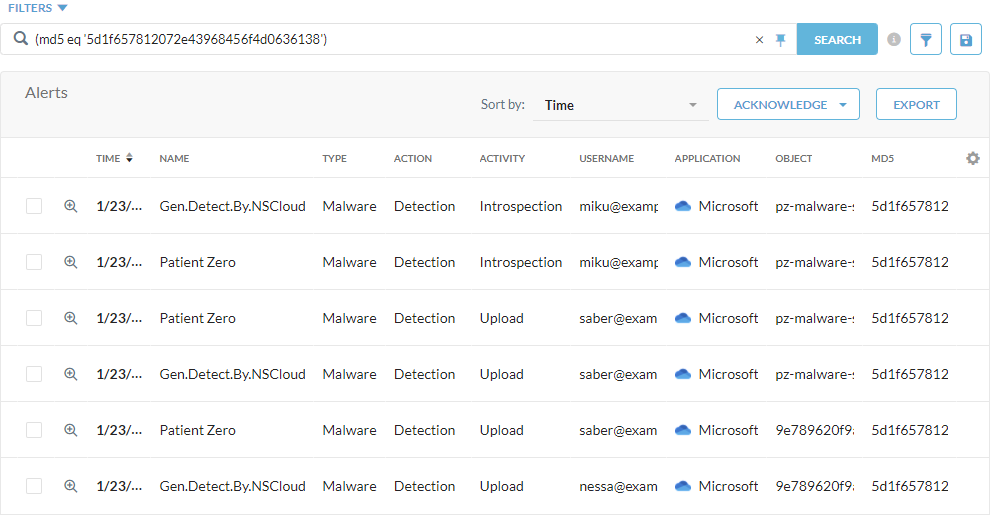 FILTERS
(md5 eq '5d1f657812072e43968456f4d0636138') × SEARCH
Alerts
Sort by: Time ACKNOWLEDGE EXPORT
TIME NAME TYPE ACTION ACTIVITY USERNAME APPLICATION OBJECT MD5
1/23/... Gen.Detect.By.NSCloud Malware Detection Introspection miku@examp Microsoft pz-malware-s 5d1f657812
1/23/... Patient Zero Malware Detection Introspection miku@examp Microsoft pz-malware-s 5d1f657812
1/23/... Patient Zero Malware Detection Upload saber@exam Microsoft pz-malware-s 5d1f657812
1/23/... Gen.Detect.By.NSCloud Malware Detection Upload saber@exam Microsoft pz-malware-s 5d1f657812
1/23/... Patient Zero Malware Detection Upload saber@exam Microsoft 9e789620f9a 5d1f657812
1/23/... Gen.Detect.By.NSCloud Malware Detection Upload nessa@exam Microsoft 9e789620f9a 5d1f657812